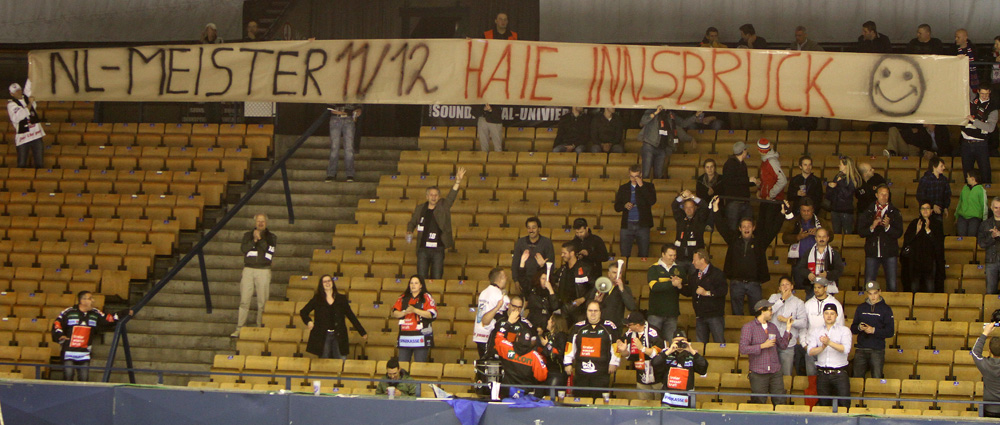 NL-MEISTER 11/12 HAIE INNSBRUCK